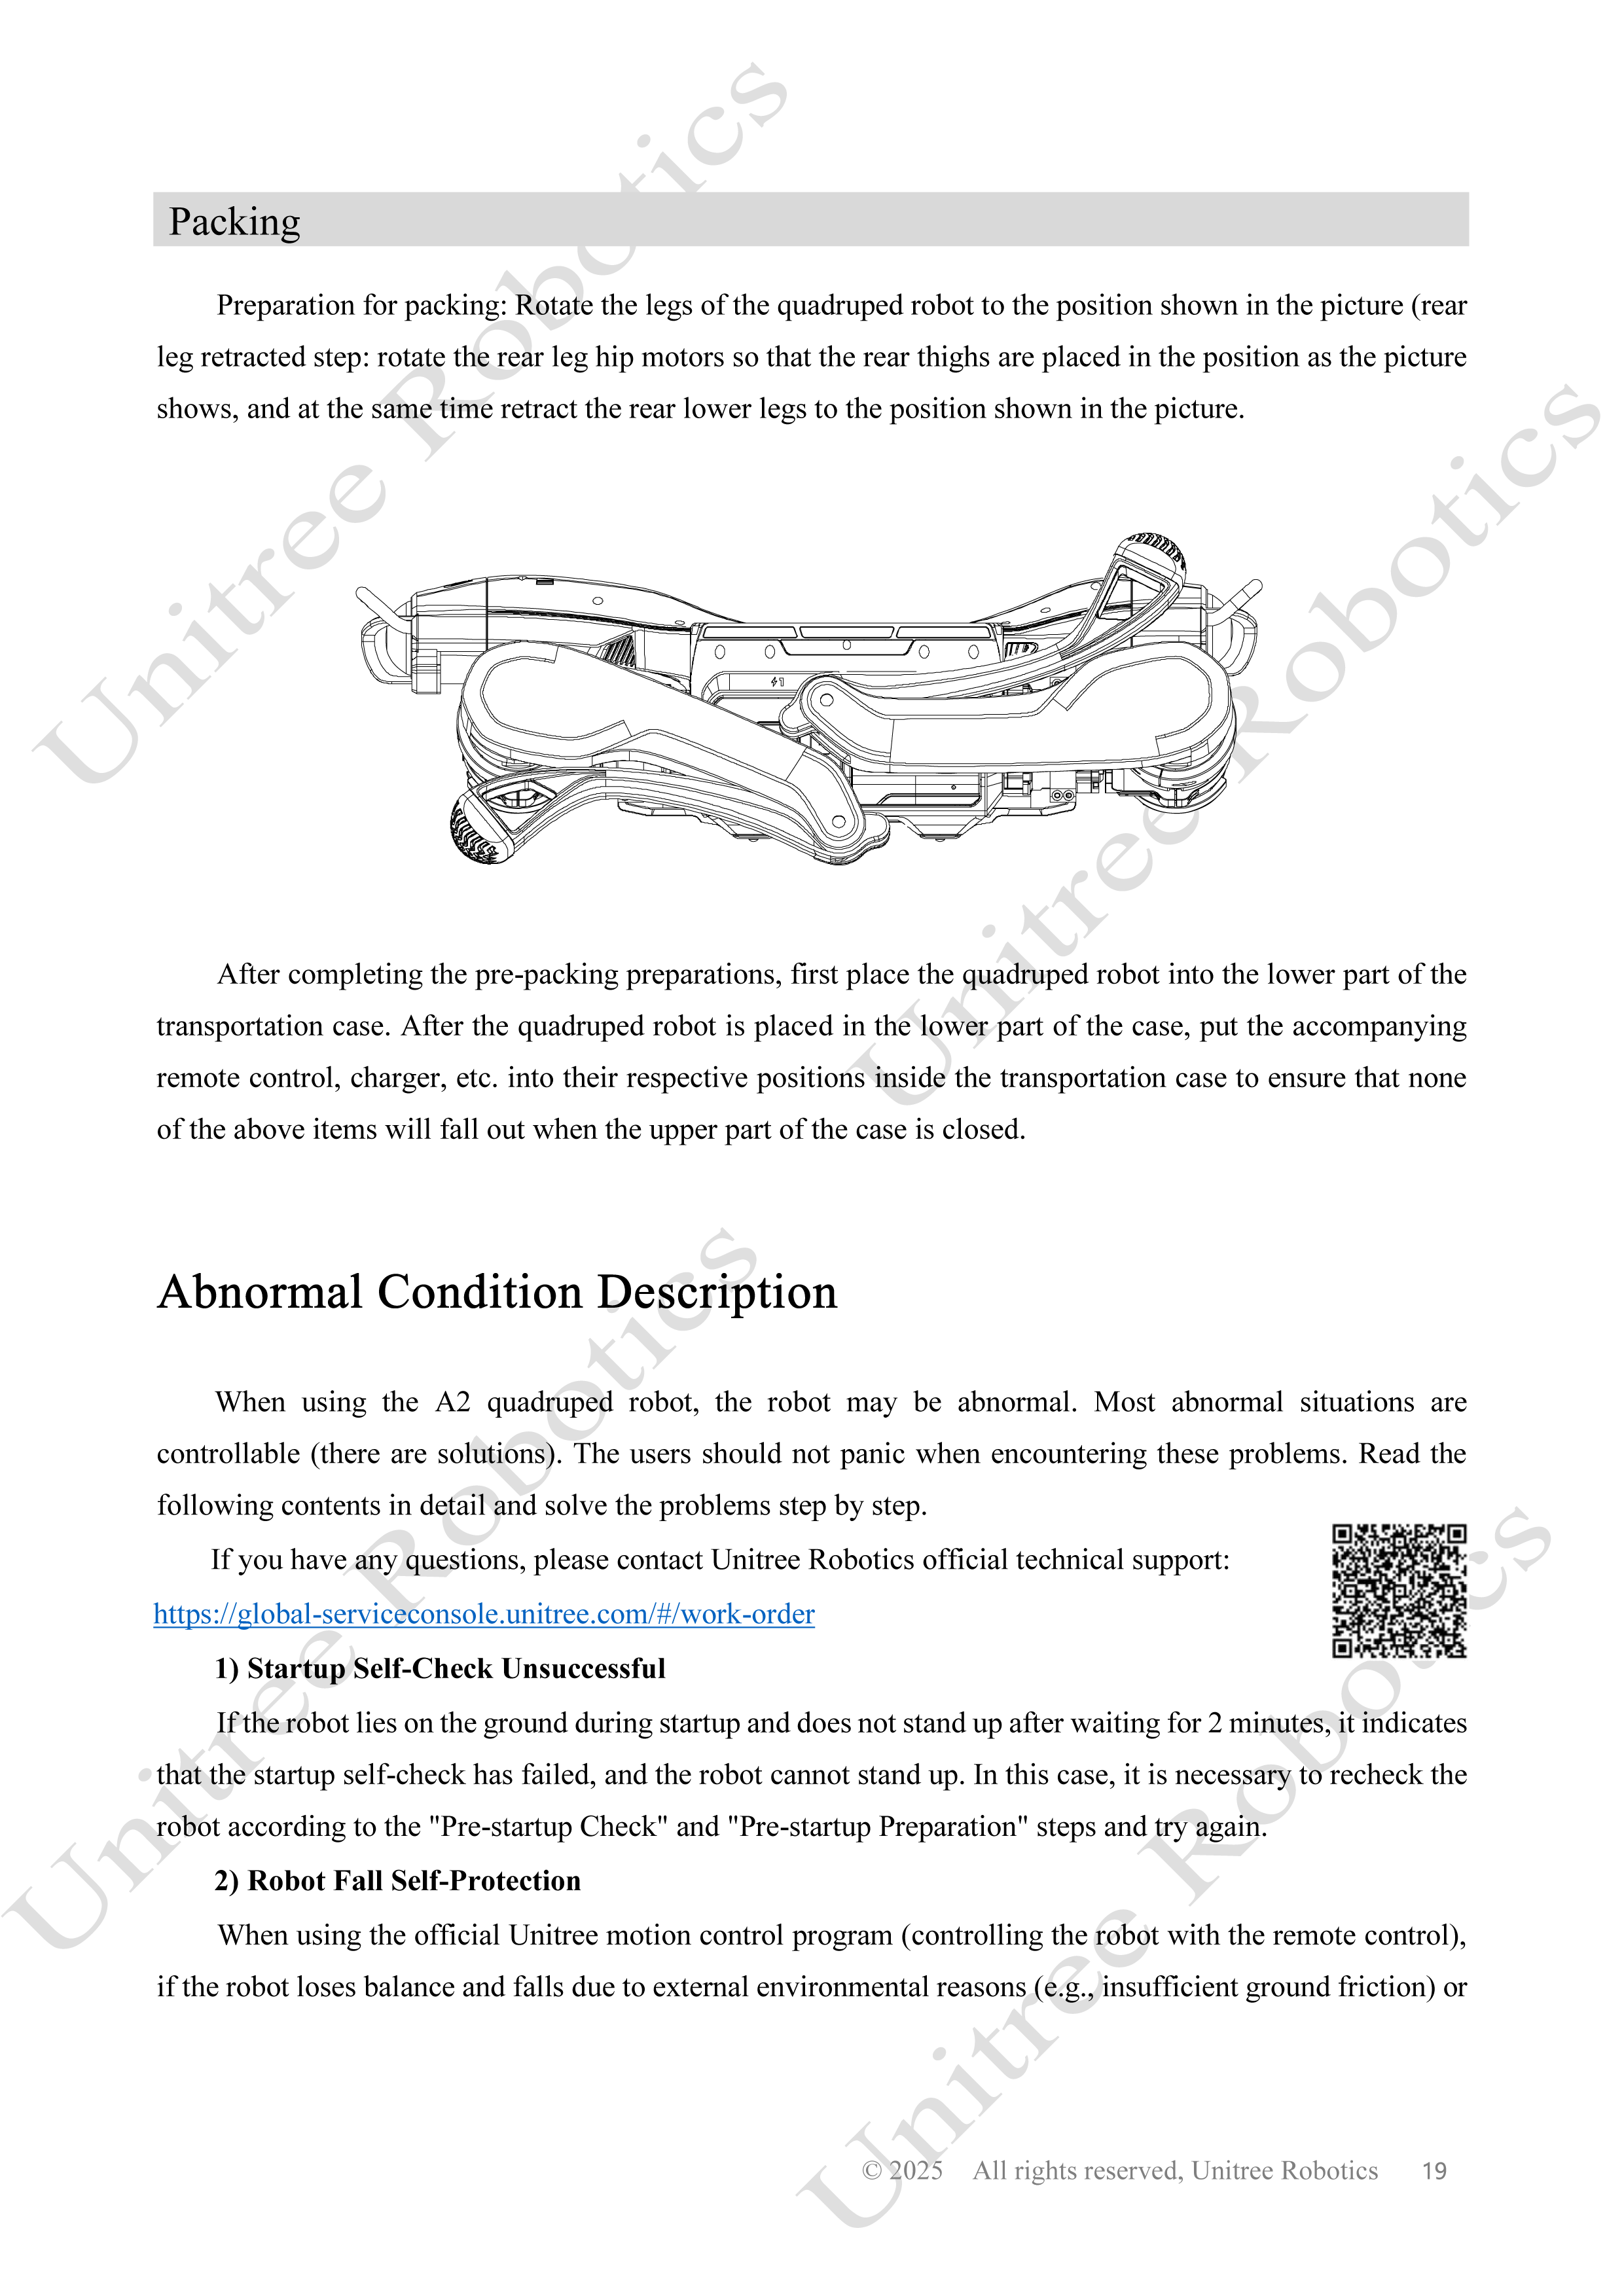 Packing
Preparation for packing: Rotate the legs of the quadruped robot to the position shown in the picture (rear
leg retracted step: rotate the rear leg hip motors so that the rear thighs are placed in the position as the picture
shows, and at the same time retract the rear lower legs to the position shown in the picture.
1
After completing the pre-packing preparations, first place the quadruped robot into the lower part of the
transportation case. After the quadruped robot is placed in the lower part of the case, put the accompanying
remote control, charger, etc. into their respective positions inside the transportation case to ensure that none
of the above items will fall out when the upper part of the case is closed.
Abnormal Condition Description
When using the A2 quadruped robot, the robot may be abnormal. Most abnormal situations are
controllable (there are solutions). The users should not panic when encountering these problems. Read the
following contents in detail and solve the problems step by step.
If you have any questions, please contact Unitree Robotics official technical support:
https://global-serviceconsole.unitree.com/#/work-order
1) Startup Self-Check Unsuccessful
If the robot lies on the ground during startup and does not stand up after waiting for 2 minutes, it indicates
that the startup self-check has failed, and the robot cannot stand up. In this case, it is necessary to recheck the
robot according to the "Pre-startup Check" and "Pre-startup Preparation" steps and try again.
2) Robot Fall Self-Protection
When using the official Unitree motion control program (controlling the robot with the remote control),
if the robot loses balance and falls due to external environmental reasons (e.g., insufficient ground friction) or
© 2025 All rights reserved, Unitree Robotics 19
Unitree Robotics
Unitree Robotics
Unitree Robotics
Unitree Robotics